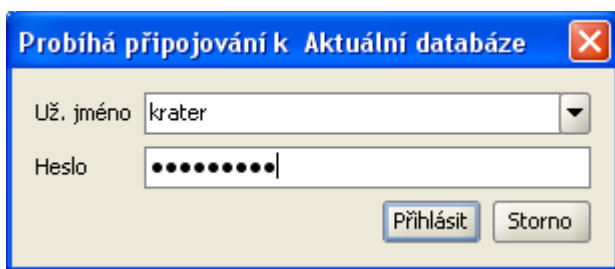 Probíhá připojování k Aktuální databáze
Už. jméno krater
Heslo •••••••••
Přihlásit Storno